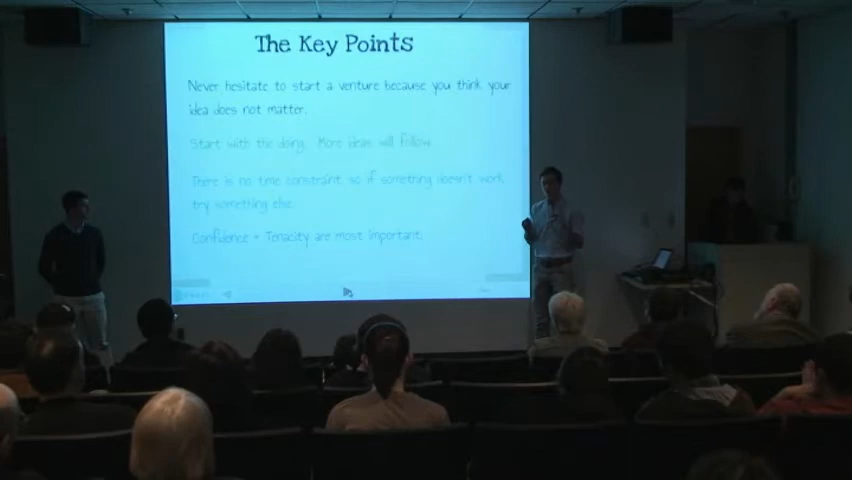 The Key Points
Never hesitate to start a venture because you think your
idea does not matter.
Start with the doing. More ideas will follow.
There is no time constraint, so if something doesn't work,
try something else.
Confidence + Tenacity are most important.